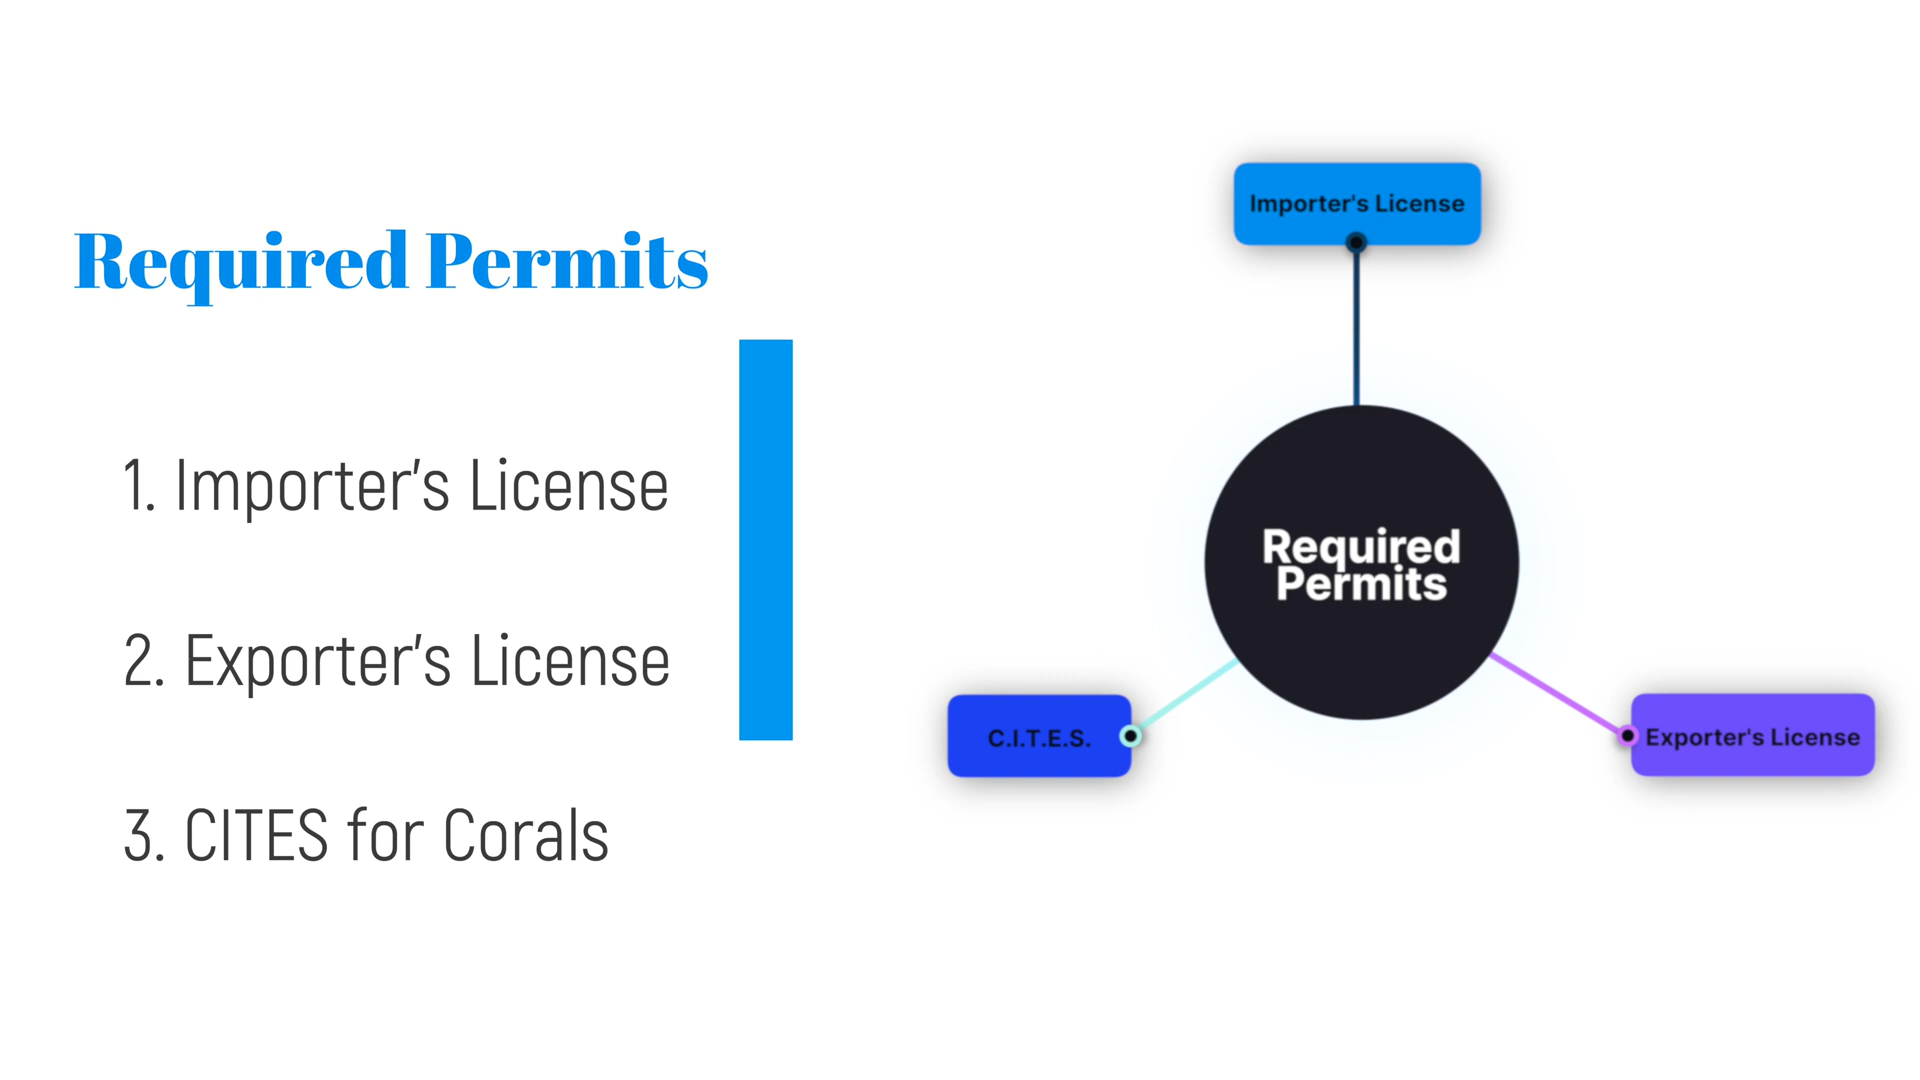 Required Permits
1. Importer's License
2. Exporter's License
3. CITES for Corals
Importer's License
Required
Permits
C.I.T.E.S.
Exporter's License